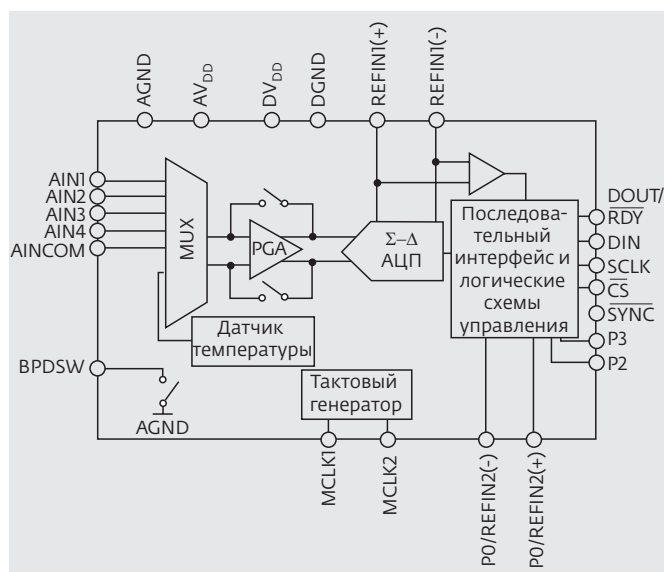 AGND
AV_DD
DV_DD
DGND
REFIN1(+)
REFIN1(-)
AIN1
AIN2
AIN3
AIN4
AINCOM
MUX
PGA
Σ–Δ
АЦП
Последова-
тельный
интерфейс и
логические
схемы
управления
DOUT/
RDY
DIN
SCLK
CS
SYNC
P3
P2
Датчик
температуры
BPDSW
AGND
Тактовый
генератор
MCLK1
MCLK2
P0/REFIN2(-)
P0/REFIN2(+)